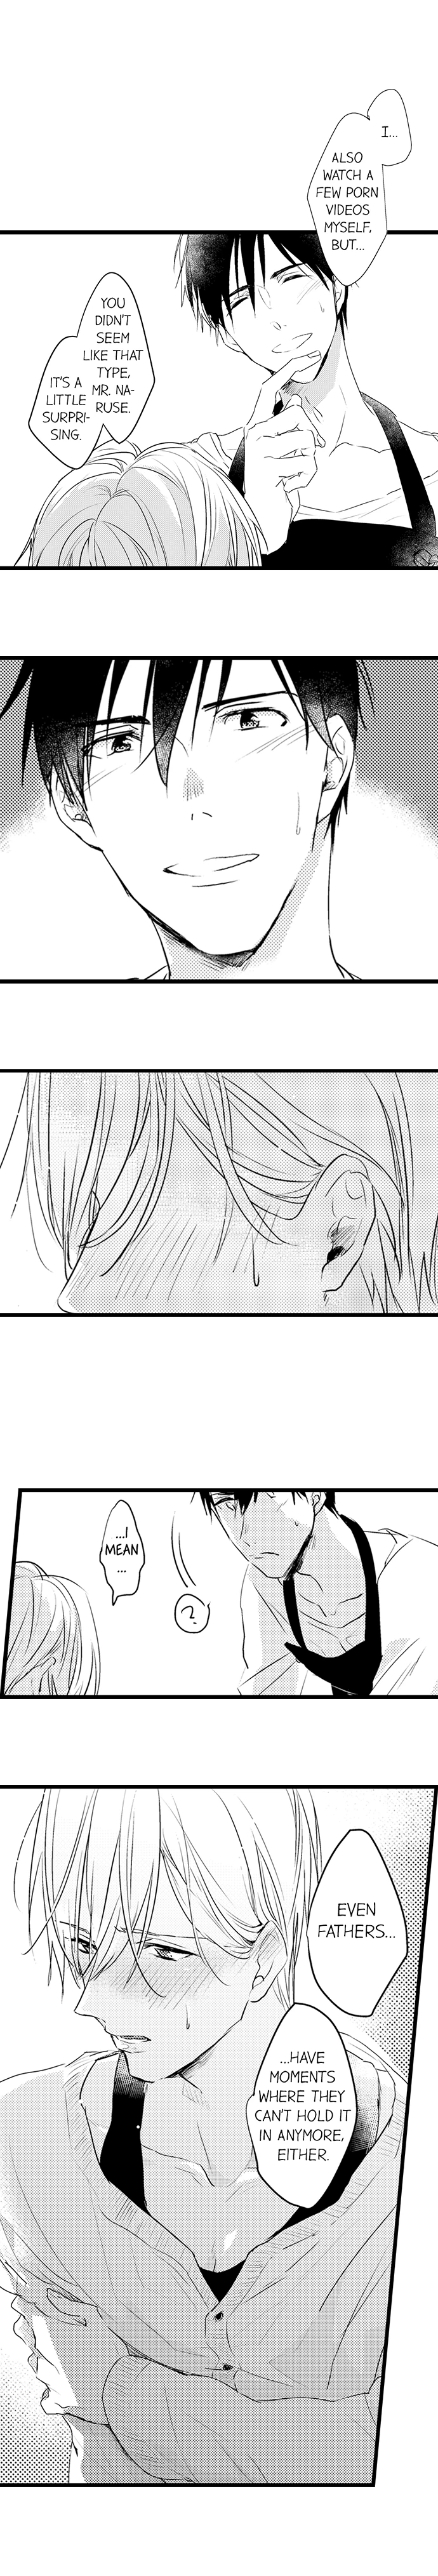 I...
ALSO
WATCH A
FEW PORN
VIDEOS
MYSELF,
BUT...
YOU
DIDN'T
SEEM
LIKE THAT
TYPE,
MR. NA-
RUSE.
IT'S A
LITTLE
SURPRI-
SING.
...I
MEAN
...
?
EVEN
FATHERS...
...HAVE
MOMENTS
WHERE THEY
CAN'T HOLD IT
IN ANYMORE,
EITHER.